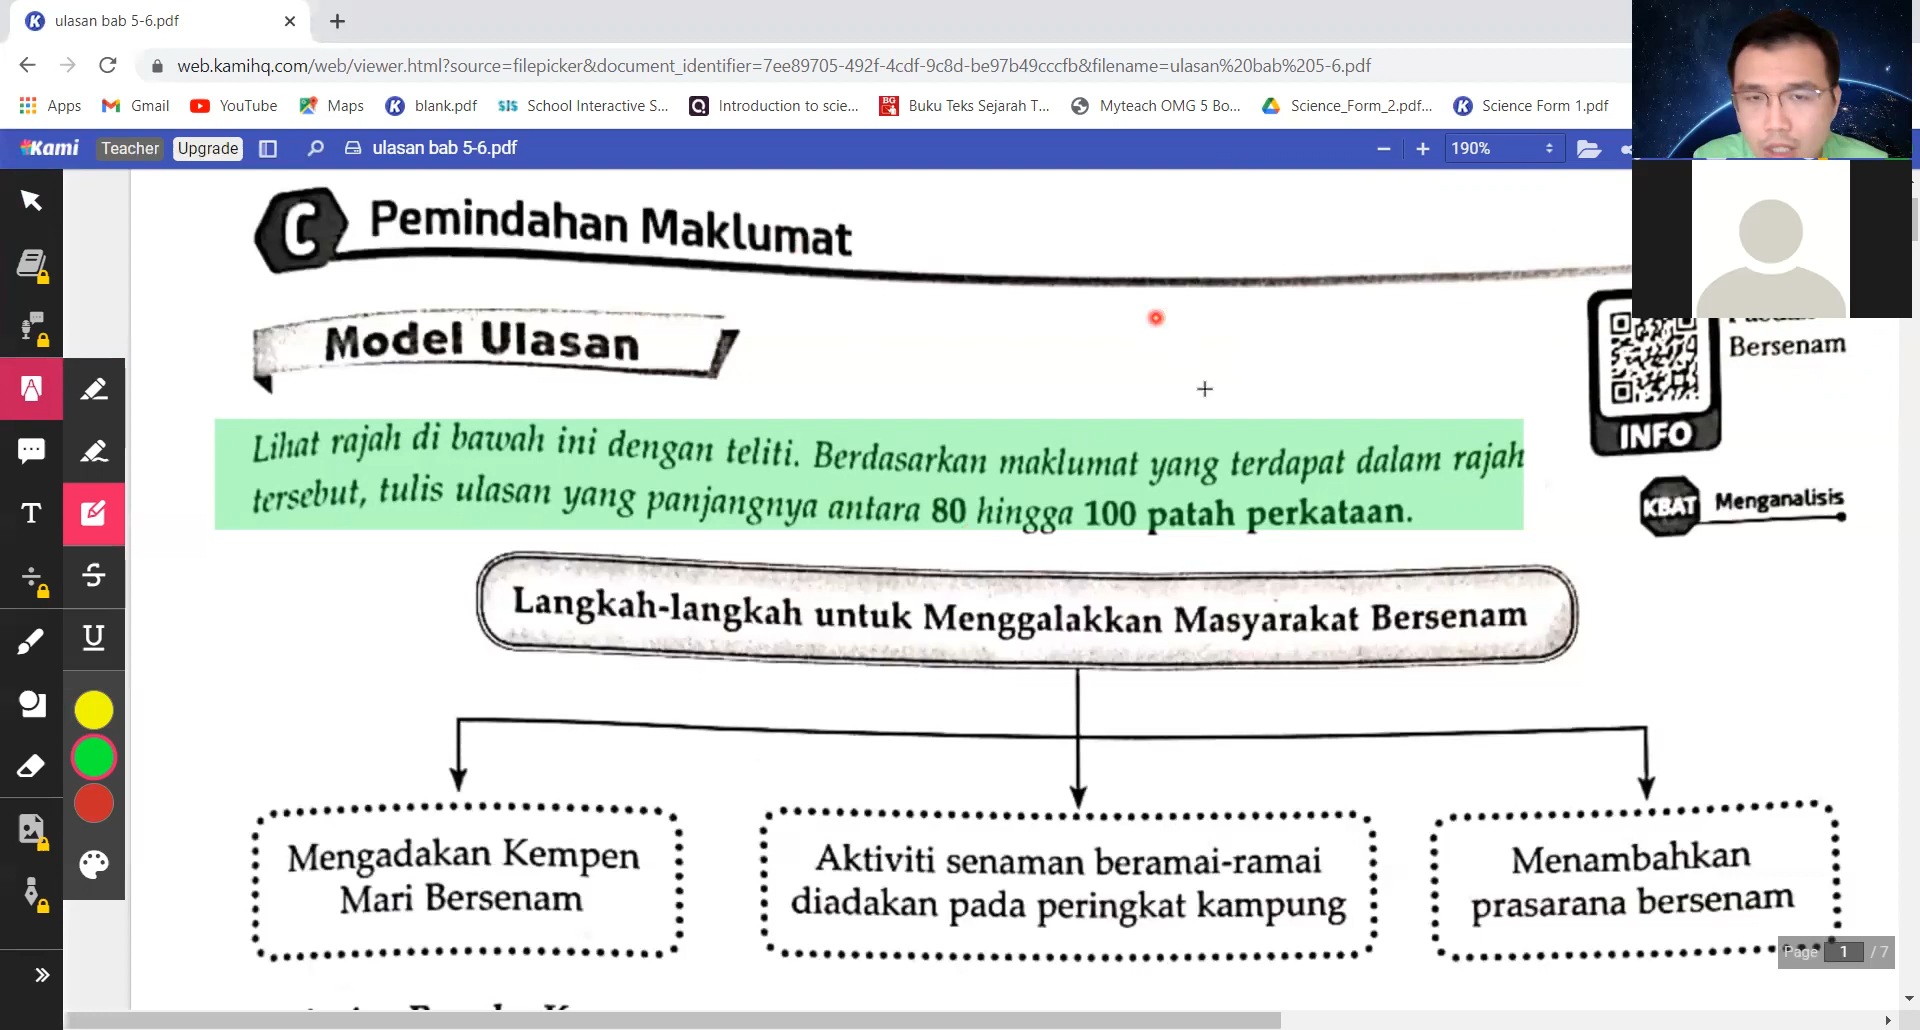 ulasan bab 5-6.pdf
web.kamihq.com/web/viewer.html?source=filepicker&document_identifier=7ee89705-492f-4cdf-9c8d-be97b49cccfb&filename=ulasan%20bab%205-6.pdf
Apps Gmail YouTube Maps blank.pdf School Interactive S... Introduction to scie... Buku Teks Sejarah T... Myteach OMG 5 Bo... Science_Form_2.pdf... Science Form 1.pdf
Kami Teacher Upgrade ulasan bab 5-6.pdf 190%
C Pemindahan Maklumat
Model Ulasan
Bersenam
INFO
Lihat rajah di bawah ini dengan teliti. Berdasarkan maklumat yang terdapat dalam rajah
tersebut, tulis ulasan yang panjangnya antara 80 hingga 100 patah perkataan.
KBAT Menganalisis
Langkah-langkah untuk Menggalakkan Masyarakat Bersenam
Mengadakan Kempen
Mari Bersenam
Aktiviti senaman beramai-ramai
diadakan pada peringkat kampung
Menambahkan
prasarana bersenam
Page 1 / 7